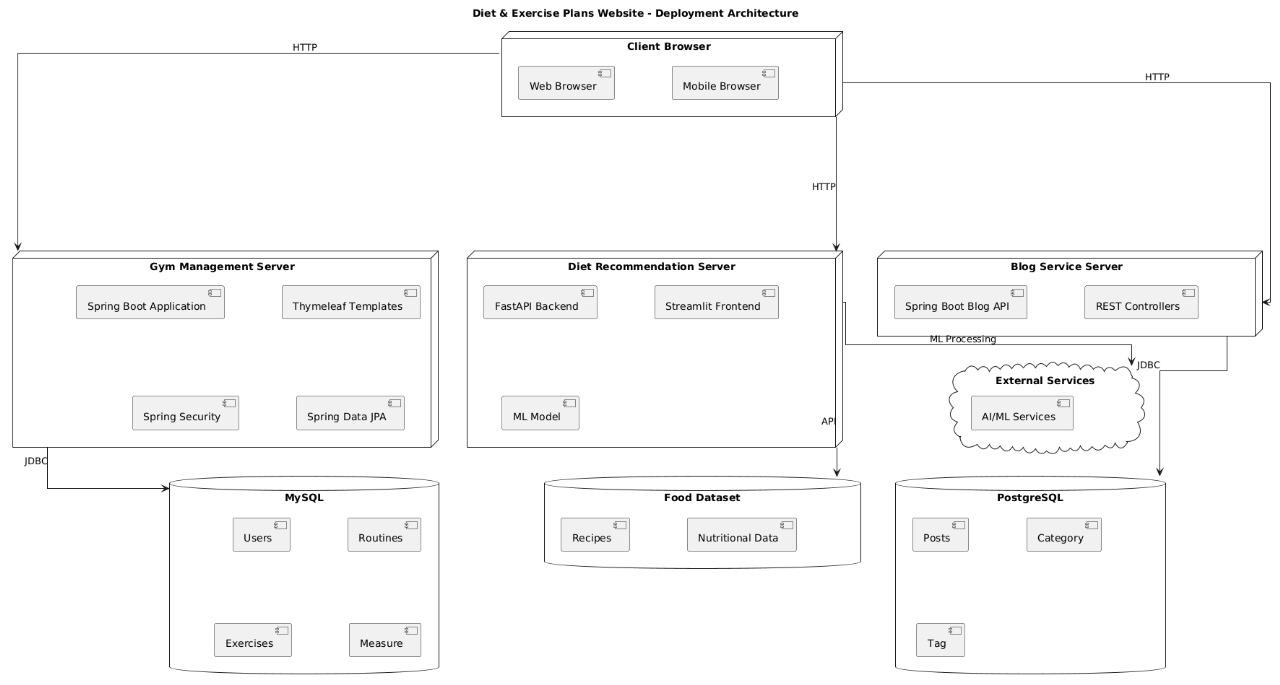 Diet & Exercise Plans Website - Deployment Architecture
Client Browser
HTTP
Web Browser
Mobile Browser
HTTP
HTTP
Gym Management Server
Spring Boot Application
Thymeleaf Templates
Spring Security
Spring Data JPA
Diet Recommendation Server
FastAPI Backend
Streamlit Frontend
ML Model
Blog Service Server
Spring Boot Blog API
REST Controllers
ML Processing
JDBC
External Services
AI/ML Services
API
JDBC
MySQL
Users
Routines
Exercises
Measure
Food Dataset
Recipes
Nutritional Data
PostgreSQL
Posts
Category
Tag